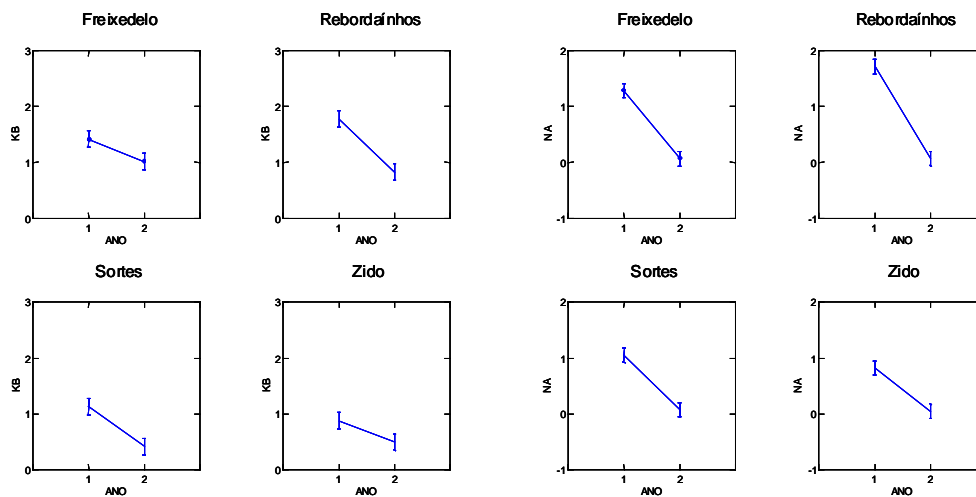 Freixedelo Rebordaínhos Freixedelo Rebordaínhos
3 3 2 2
2 2 1 1
KB KB NA NA
1 1 0 0
0 0 -1 -1
1 2 1 2 1 2 1 2
ANO ANO ANO ANO
Sortes Zido Sortes Zido
3 3 2 2
2 2 1 1
KB KB NA NA
1 1 0 0
0 0 -1 -1
1 2 1 2 1 2 1 2
ANO ANO ANO ANO